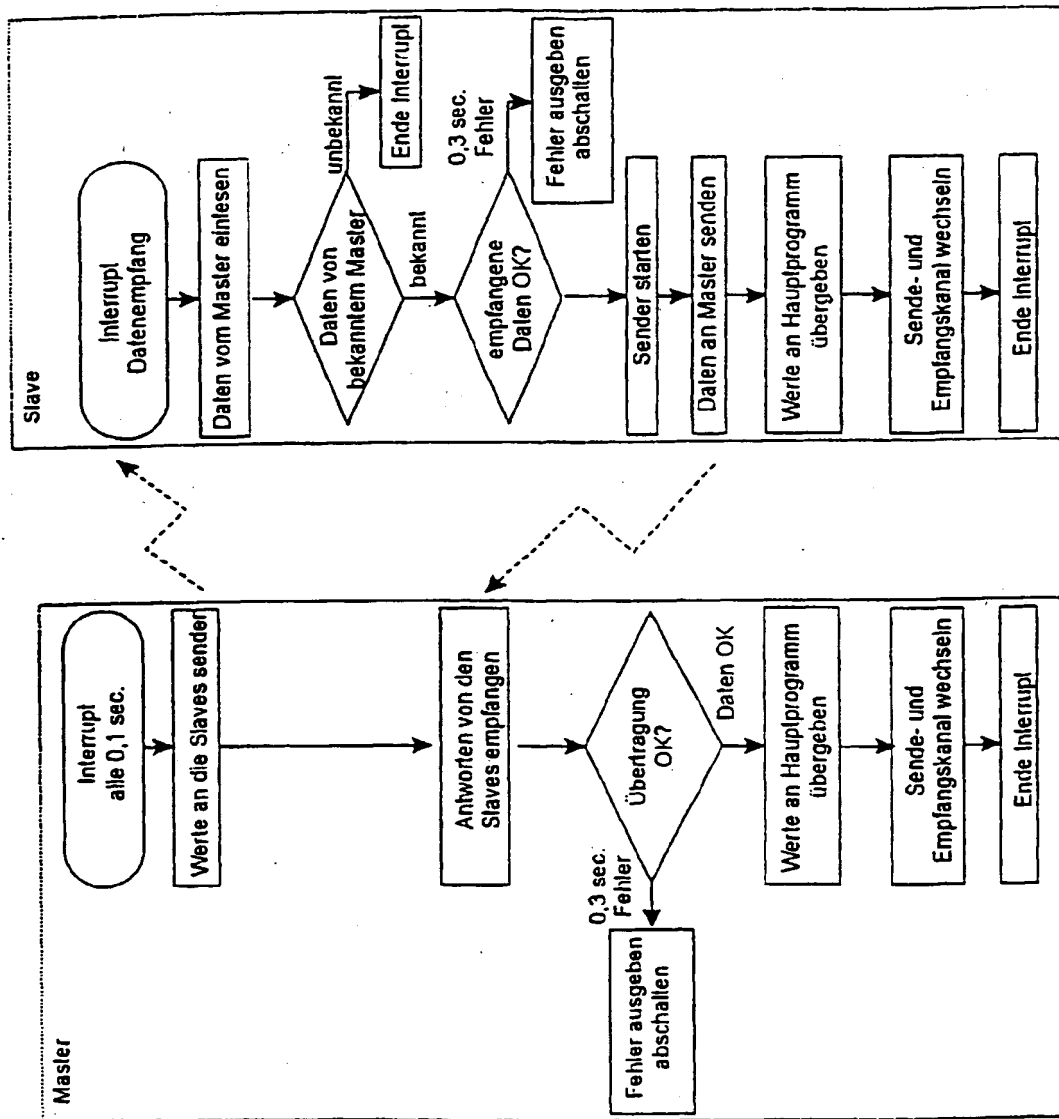 Master
Interrupt
alle 0,1 sec.
Werte an die Slaves senden
Antworten von den
Slaves empfangen
Übertragung
OK?
0,3 sec.
Fehler
Fehler ausgeben
abschalten
Daten OK
Werte an Hauptprogramm
übergeben
Sende- und
Empfangskanal wechseln
Ende Interrupt
Slave
Interrupt
Datenempfang
Daten vom Master einlesen
Daten von
bekanntem Master
unbekannt
Ende Interrupt
bekannt
empfangene
Daten OK?
0,3 sec.
Fehler
Fehler ausgeben
abschalten
Sender starten
Daten an Master senden
Werte an Hauptprogramm
übergeben
Sende- und
Empfangskanal wechseln
Ende Interrupt